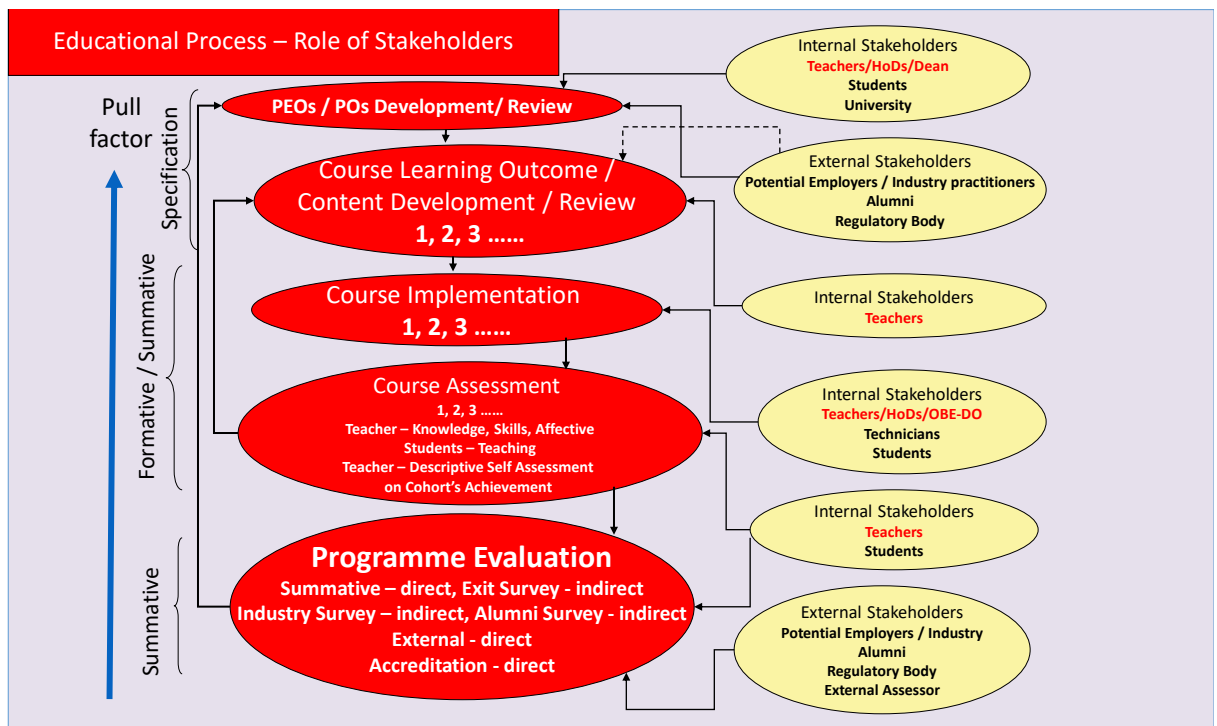 Educational Process – Role of Stakeholders
Pull
factor
Specification
Formative / Summative
Summative
PEOs / POs Development/ Review
Course Learning Outcome /
Content Development / Review
1, 2, 3 ……
Course Implementation
1, 2, 3 ……
Course Assessment
1, 2, 3 ……
Teacher – Knowledge, Skills, Affective
Students – Teaching
Teacher – Descriptive Self Assessment
on Cohort’s Achievement
Programme Evaluation
Summative – direct, Exit Survey - indirect
Industry Survey – indirect, Alumni Survey - indirect
External - direct
Accreditation - direct
Internal Stakeholders
Teachers/HoDs/Dean
Students
University
External Stakeholders
Potential Employers / Industry practitioners
Alumni
Regulatory Body
Internal Stakeholders
Teachers
Internal Stakeholders
Teachers/HoDs/OBE-DO
Technicians
Students
Internal Stakeholders
Teachers
Students
External Stakeholders
Potential Employers / Industry
Alumni
Regulatory Body
External Assessor